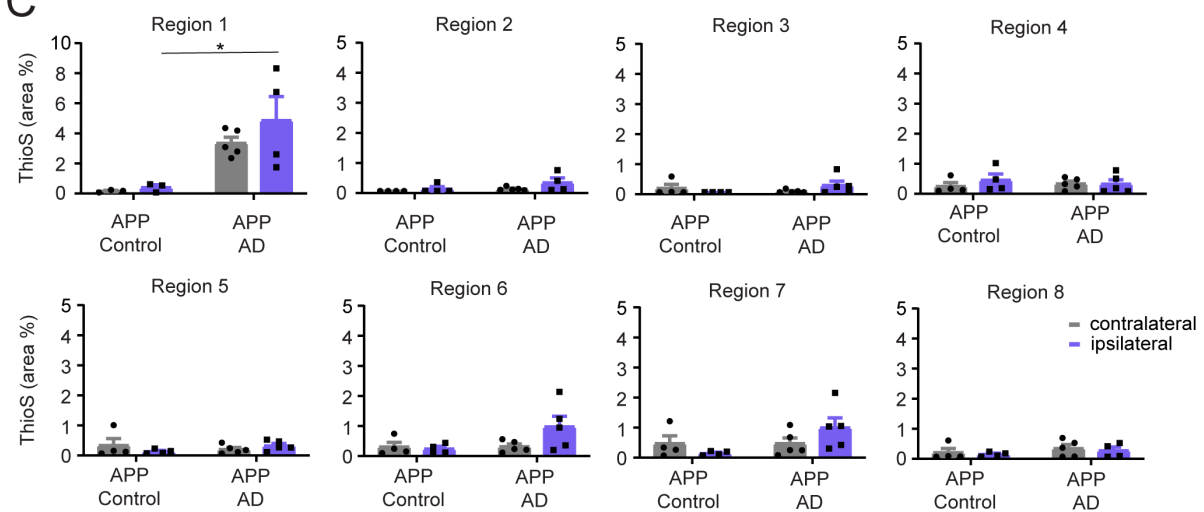 C
Region 1
Region 2
Region 3
Region 4
ThioS (area %)
10
8
6
4
2
0
*
5
4
3
2
1
0
5
4
3
2
1
0
5
4
3
2
1
0
APP
Control
APP
AD
APP
Control
APP
AD
APP
Control
APP
AD
APP
Control
APP
AD
Region 5
Region 6
Region 7
Region 8
ThioS (area %)
5
4
3
2
1
0
5
4
3
2
1
0
5
4
3
2
1
0
5
4
3
2
1
0
contralateral
ipsilateral
APP
Control
APP
AD
APP
Control
APP
AD
APP
Control
APP
AD
APP
Control
APP
AD